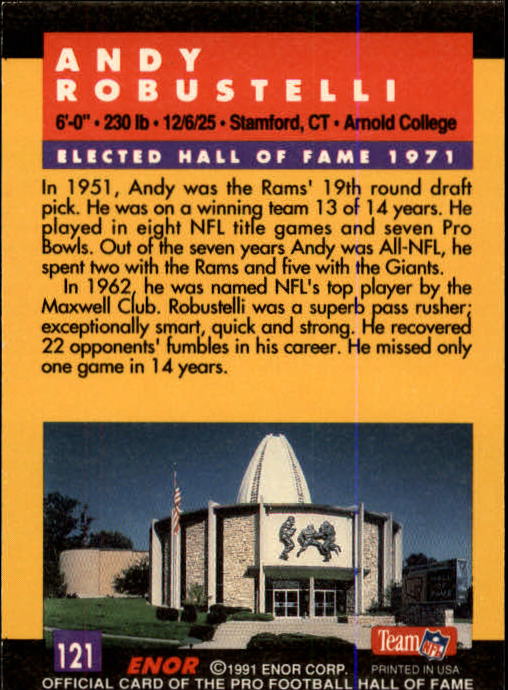 ANDY
ROBUSTELLI
6'-0" • 230 lb • 12/6/25 • Stamford, CT • Arnold College
ELECTED HALL OF FAME 1971
In 1951, Andy was the Rams' 19th round draft
pick. He was on a winning team 13 of 14 years. He
played in eight NFL title games and seven Pro
Bowls. Out of the seven years Andy was All-NFL, he
spent two with the Rams and five with the Giants.
In 1962, he was named NFL's top player by the
Maxwell Club. Robustelli was a superb pass rusher;
exceptionally smart, quick and strong. He recovered
22 opponents' fumbles in his career. He missed only
one game in 14 years.
Team NFL
121
ENOR ©1991 ENOR CORP. PRINTED IN USA
OFFICIAL CARD OF THE PRO FOOTBALL HALL OF FAME